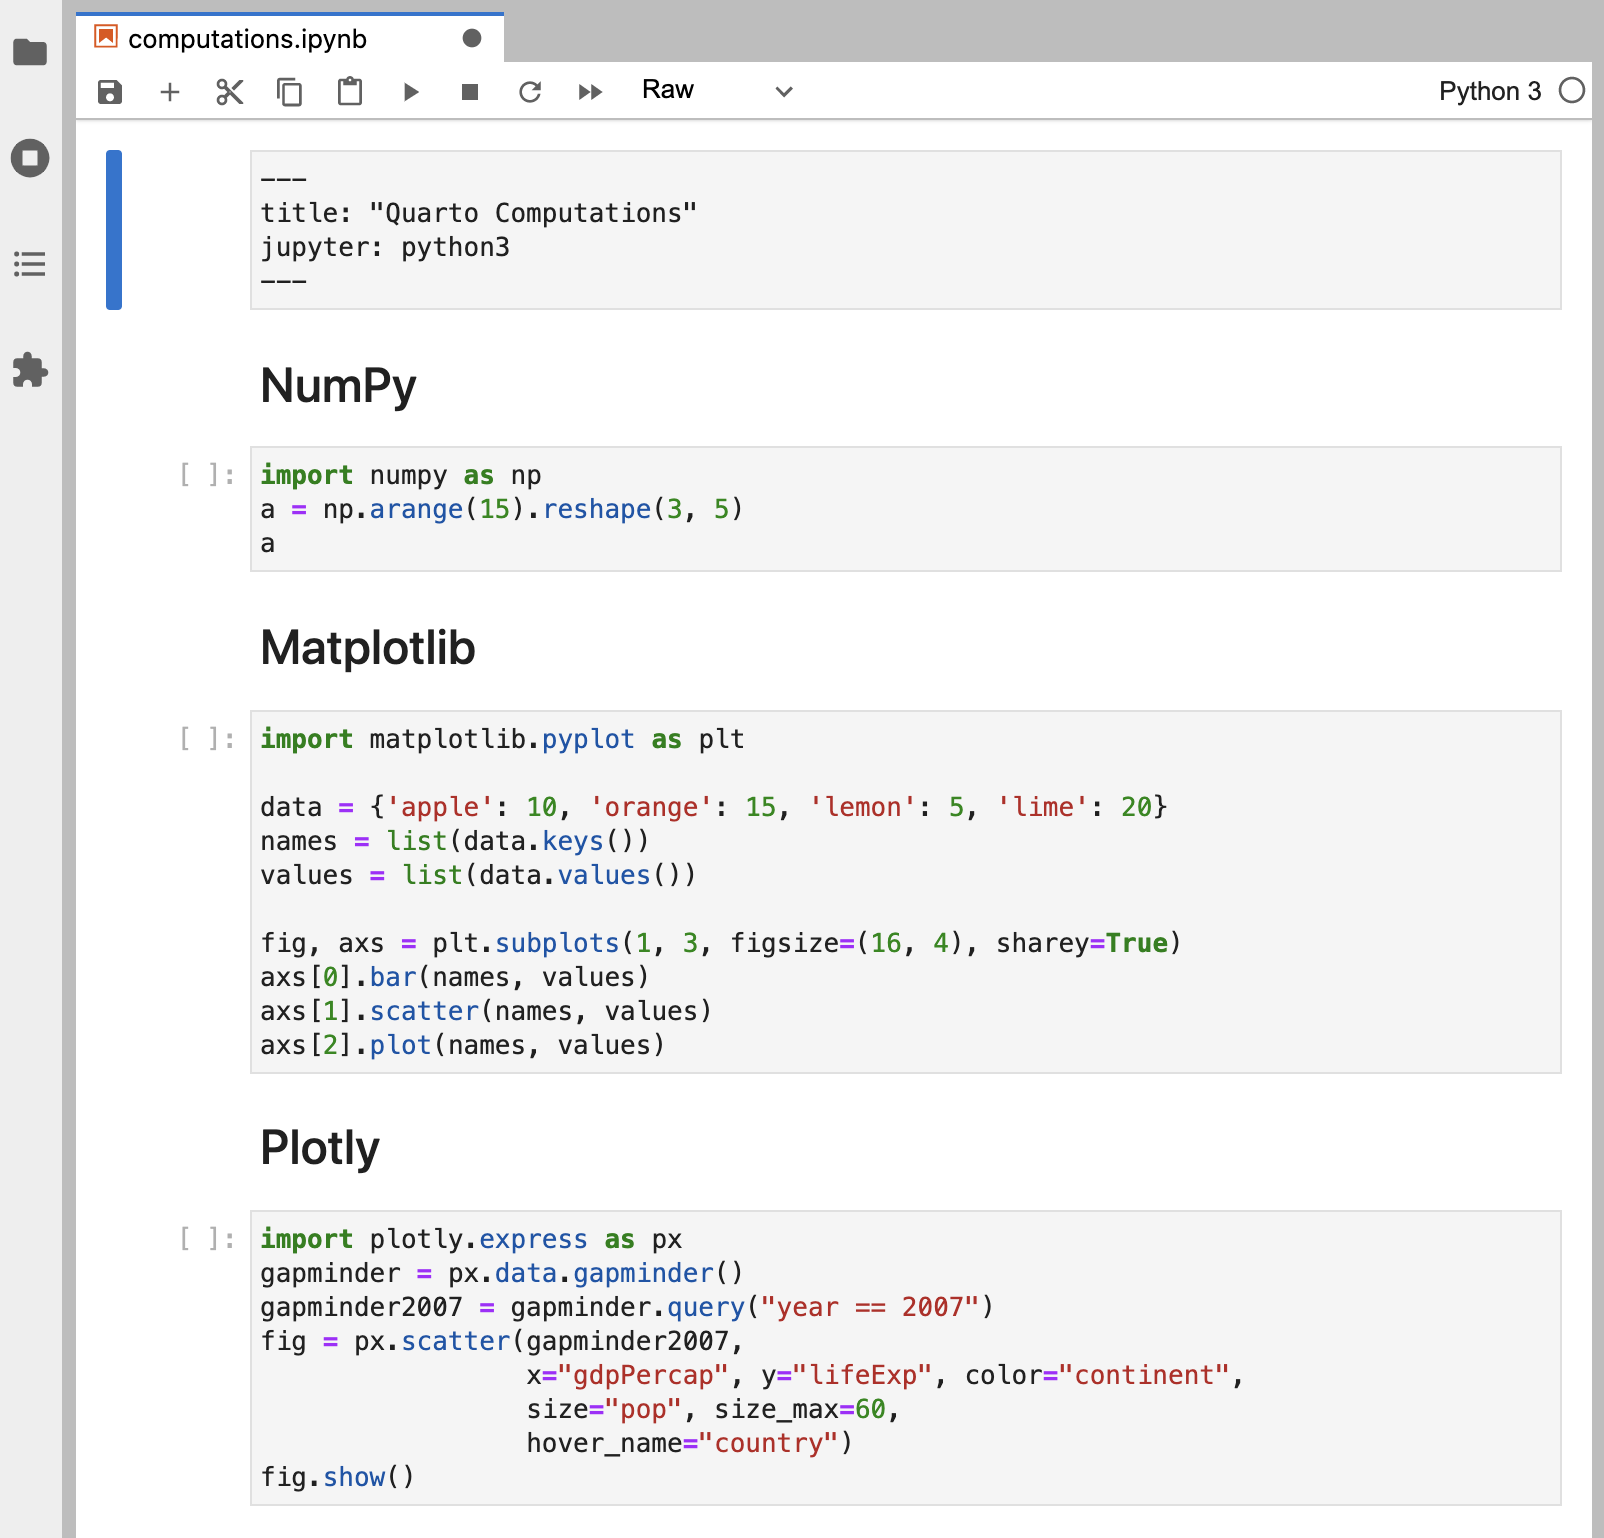 computations.ipynb
Raw
Python 3
---
title: "Quarto Computations"
jupyter: python3
---
NumPy
[ ]:
import numpy as np
a = np.arange(15).reshape(3, 5)
a
Matplotlib
[ ]:
import matplotlib.pyplot as plt

data = {'apple': 10, 'orange': 15, 'lemon': 5, 'lime': 20}
names = list(data.keys())
values = list(data.values())

fig, axs = plt.subplots(1, 3, figsize=(16, 4), sharey=True)
axs[0].bar(names, values)
axs[1].scatter(names, values)
axs[2].plot(names, values)
Plotly
[ ]:
import plotly.express as px
gapminder = px.data.gapminder()
gapminder2007 = gapminder.query("year == 2007")
fig = px.scatter(gapminder2007,
                 x="gdpPercap", y="lifeExp", color="continent",
                 size="pop", size_max=60,
                 hover_name="country")
fig.show()